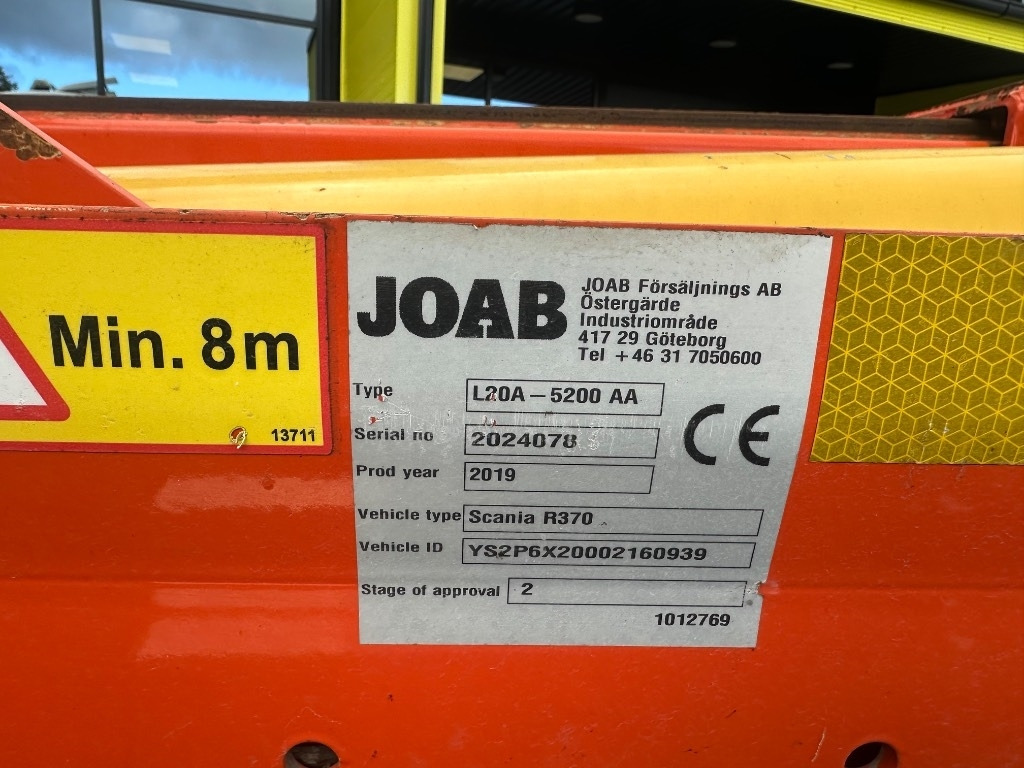 Min. 8m
13711
JOAB
JOAB Försäljnings AB
Östergärde
Industriområde
417 29 Göteborg
Tel +46 31 7050600
Type L20A – 5200 AA
Serial no 2024078
Prod year 2019
CE
Vehicle type Scania R370
Vehicle ID YS2P6X20002160939
Stage of approval 2
1012769